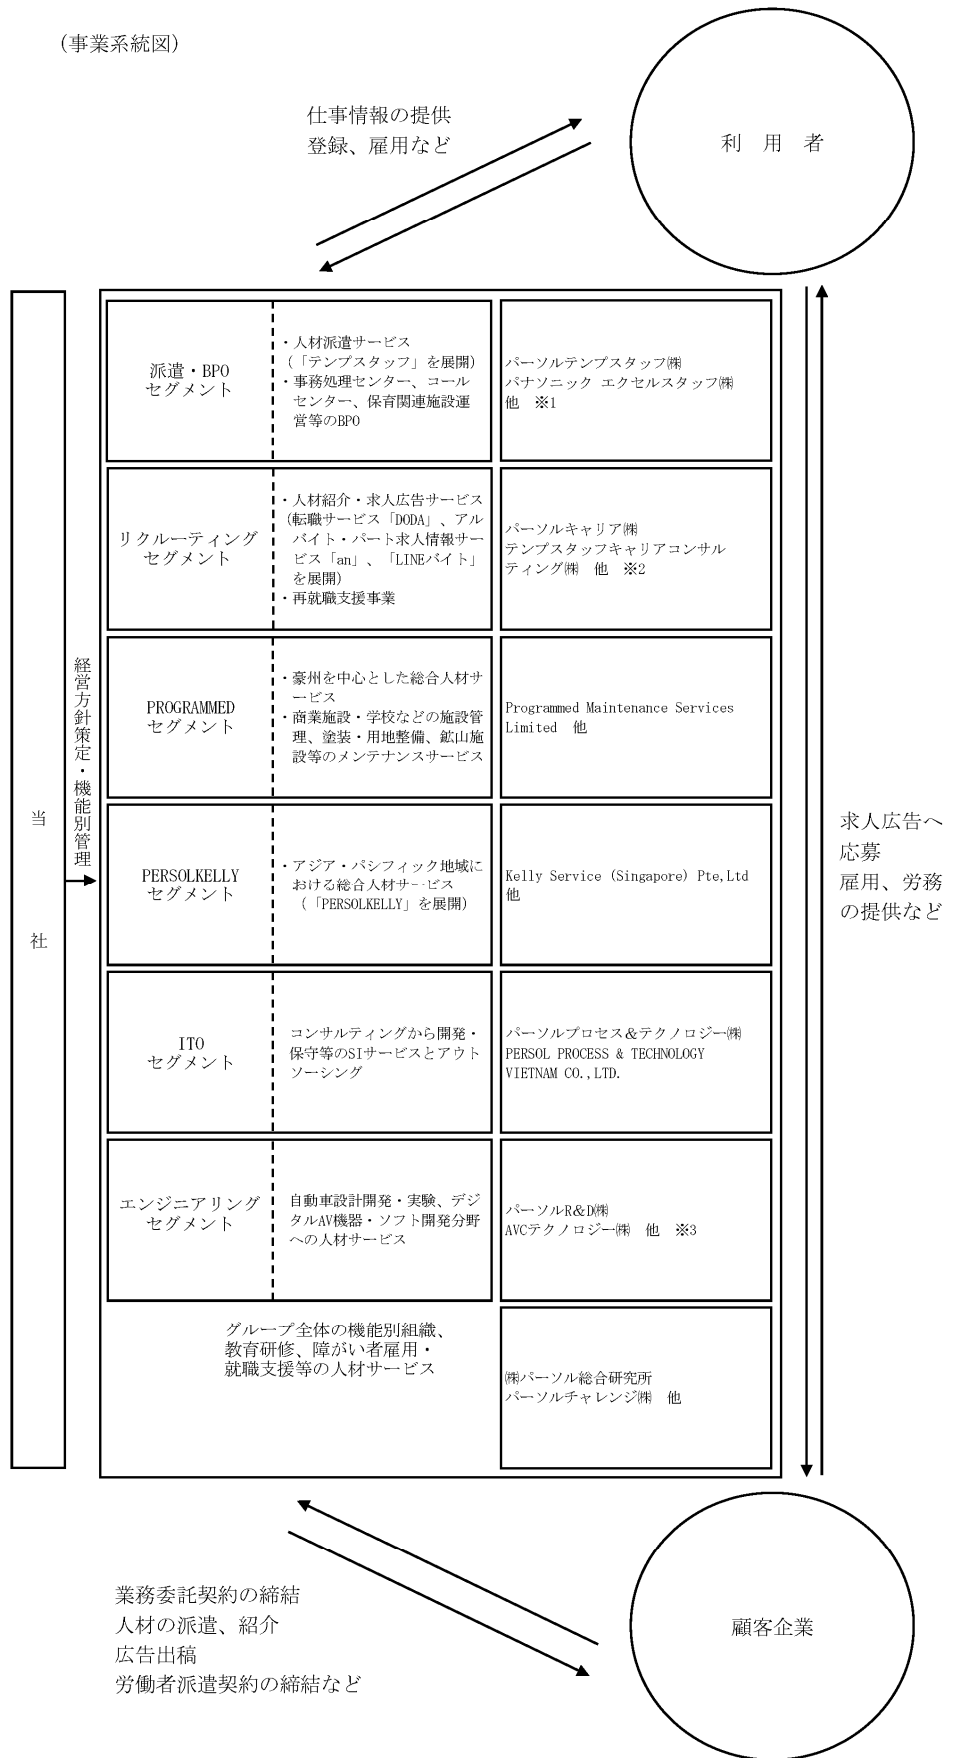 (事業系統図)
仕事情報の提供
登録、雇用など
利 用 者
当 社
経営方針策定・機能別管理
派遣・BPO
セグメント
・人材派遣サービス
(「テンプスタッフ」を展開)
・事務処理センター、コール
センター、保育関連施設運
営等のBPO
パーソルテンプスタッフ㈱
パナソニック エクセルスタッフ㈱
他 ※1
リクルーティング
セグメント
・人材紹介・求人広告サービス
(転職サービス「DODA」、アル
バイト・パート求人情報サー
ビス「an」、「LINEバイト」
を展開)
・再就職支援事業
パーソルキャリア㈱
テンプスタッフキャリアコンサル
ティング㈱ 他 ※2
PROGRAMMED
セグメント
・豪州を中心とした総合人材サ
ービス
・商業施設・学校などの施設管
理、塗装・用地整備、鉱山施
設等のメンテナンスサービス
Programmed Maintenance Services
Limited 他
PERSOLKELLY
セグメント
・アジア・パシフィック地域に
おける総合人材サービス
(「PERSOLKELLY」を展開)
Kelly Service (Singapore) Pte,Ltd
他
ITO
セグメント
コンサルティングから開発・
保守等のSIサービスとアウト
ソーシング
パーソルプロセス&テクノロジー㈱
PERSOL PROCESS & TECHNOLOGY
VIETNAM CO.,LTD.
エンジニアリング
セグメント
自動車設計開発・実験、デジ
タルAV機器・ソフト開発分野
への人材サービス
パーソルR&D㈱
AVCテクノロジー㈱ 他 ※3
グループ全体の機能別組織、
教育研修、障がい者雇用・
就職支援等の人材サービス
㈱パーソル総合研究所
パーソルチャレンジ㈱ 他
求人広告へ
応募
雇用、労務
の提供など
業務委託契約の締結
人材の派遣、紹介
広告出稿
労働者派遣契約の締結など
顧客企業